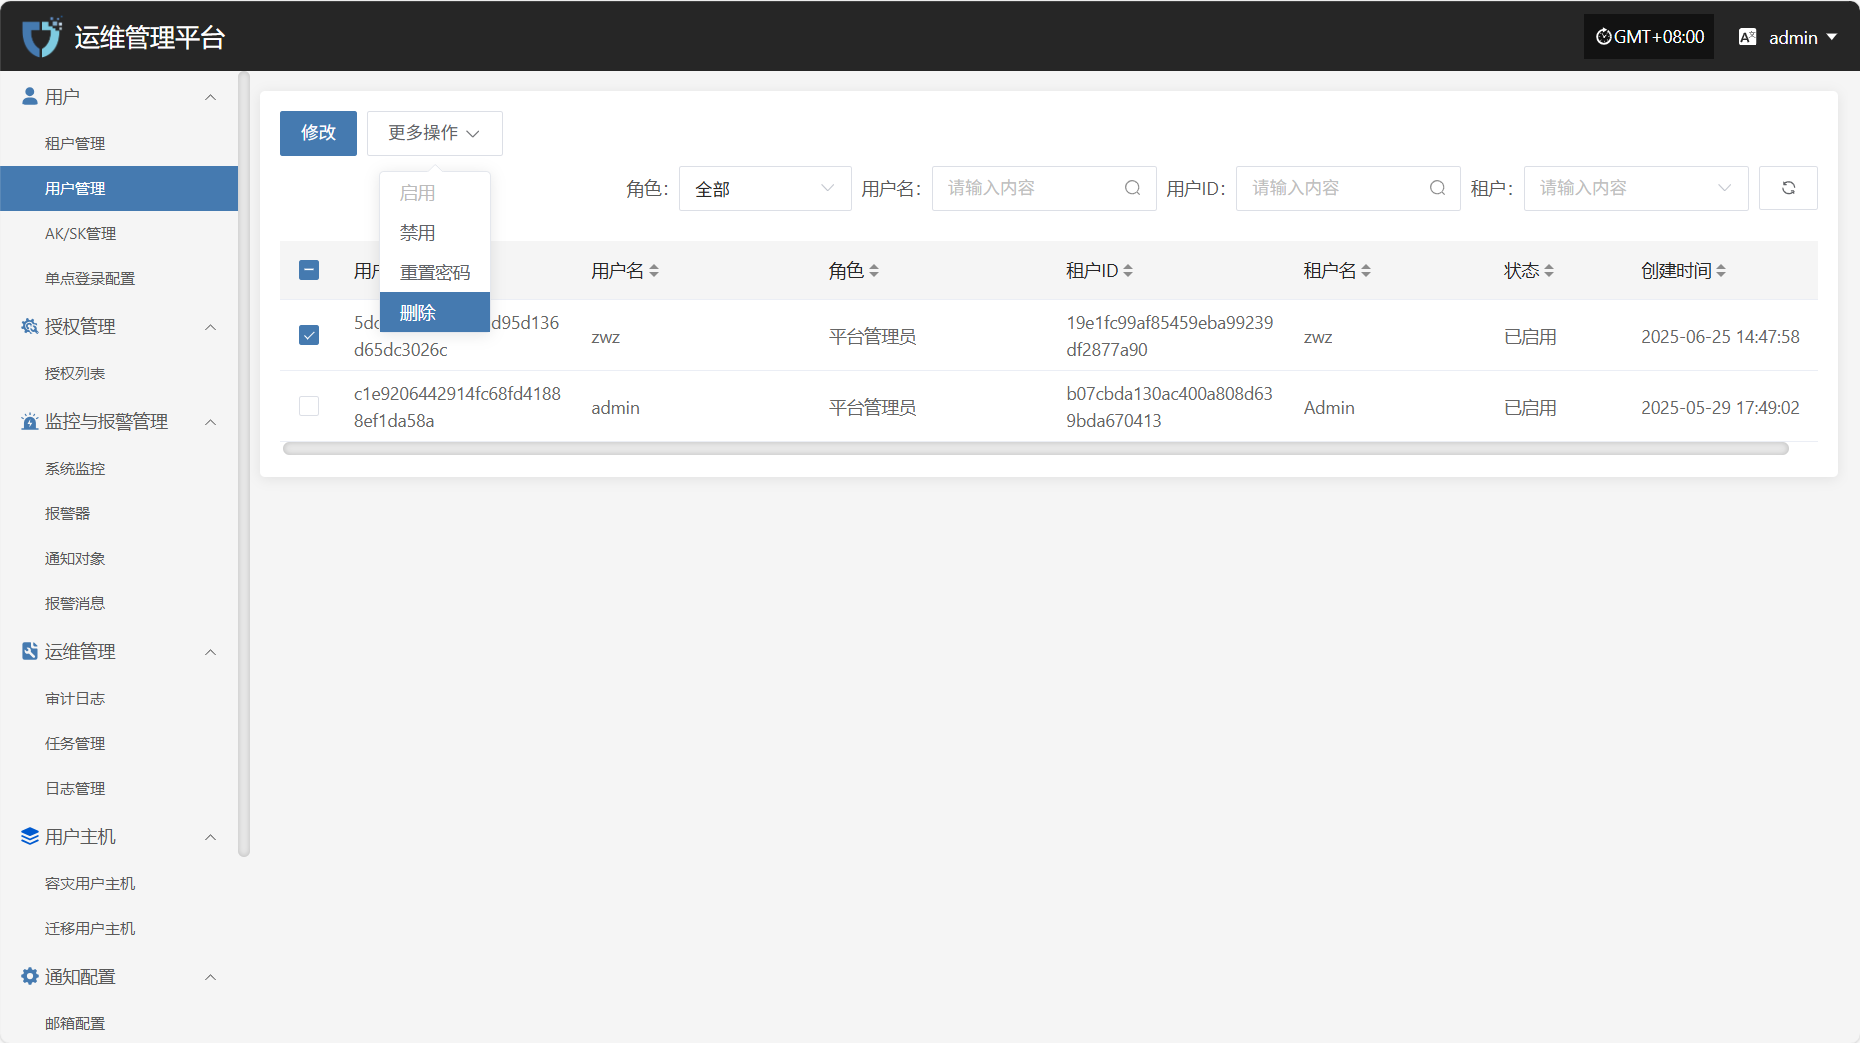 运维管理平台
GMT+08:00
admin
用户
租户管理
用户管理
AK/SK管理
单点登录配置
授权管理
授权列表
监控与报警管理
系统监控
报警器
通知对象
报警消息
运维管理
审计日志
任务管理
日志管理
用户主机
容灾用户主机
迁移用户主机
通知配置
邮箱配置
修改
更多操作
启用
禁用
重置密码
删除
角色：
全部
用户名：
请输入内容
用户ID：
请输入内容
租户：
请输入内容
用户名
角色
租户ID
租户名
状态
创建时间
d95d136
d65dc3026c
zwz
平台管理员
19e1fc99af85459eba99239
df2877a90
zwz
已启用
2025-06-25 14:47:58
c1e9206442914fc68fd4188
8ef1da58a
admin
平台管理员
b07cbda130ac400a808d63
9bda670413
Admin
已启用
2025-05-29 17:49:02